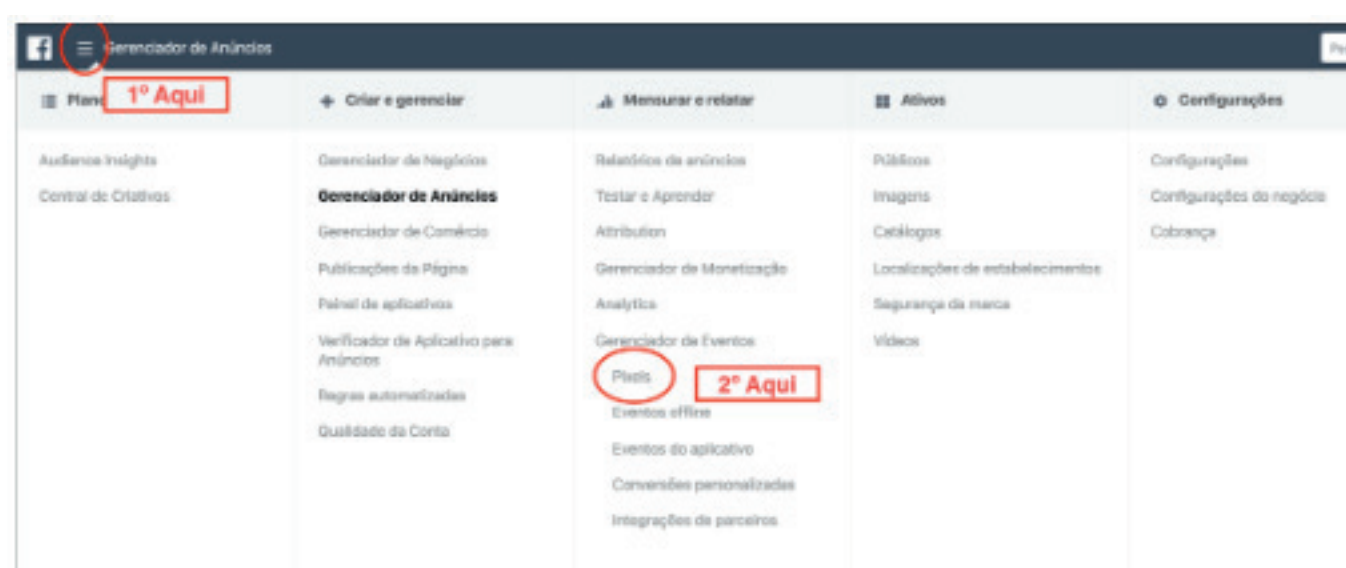 f Gerenciador de Anúncios
Pe
Plane
1º Aqui
Criar e gerenciar
Mensurar e relatar
Ativos
Configurações
Audience Insights
Central de Criativos
Gerenciador de Negócios
Gerenciador de Anúncios
Gerenciador de Comércio
Publicações da Página
Painel de aplicativos
Verificador de Aplicativo para
Anúncios
Regras automatizadas
Qualidade da Conta
Relatórios de anúncios
Testar e Aprender
Attribution
Gerenciador de Monetização
Analytics
Gerenciador de Eventos
Pixels
2º Aqui
Eventos offline
Eventos do aplicativo
Conversões personalizadas
Integrações de parceiros
Públicos
Imagens
Catálogos
Localizações de estabelecimentos
Segurança da marca
Vídeos
Configurações
Configurações do negócio
Cobrança